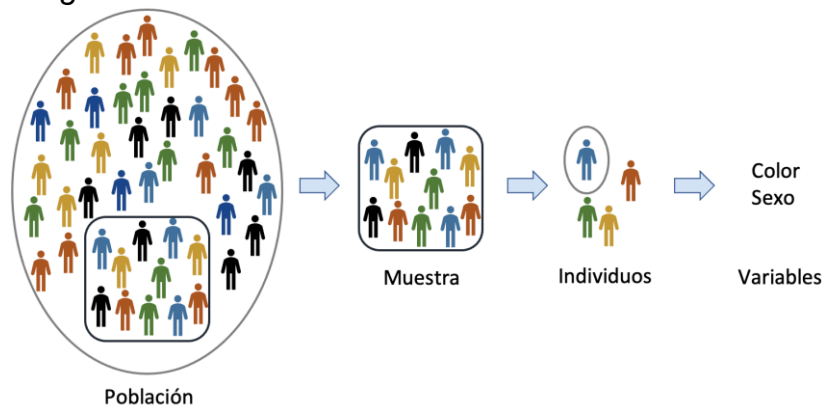 Color
Sexo
Muestra
Individuos
Variables
Población